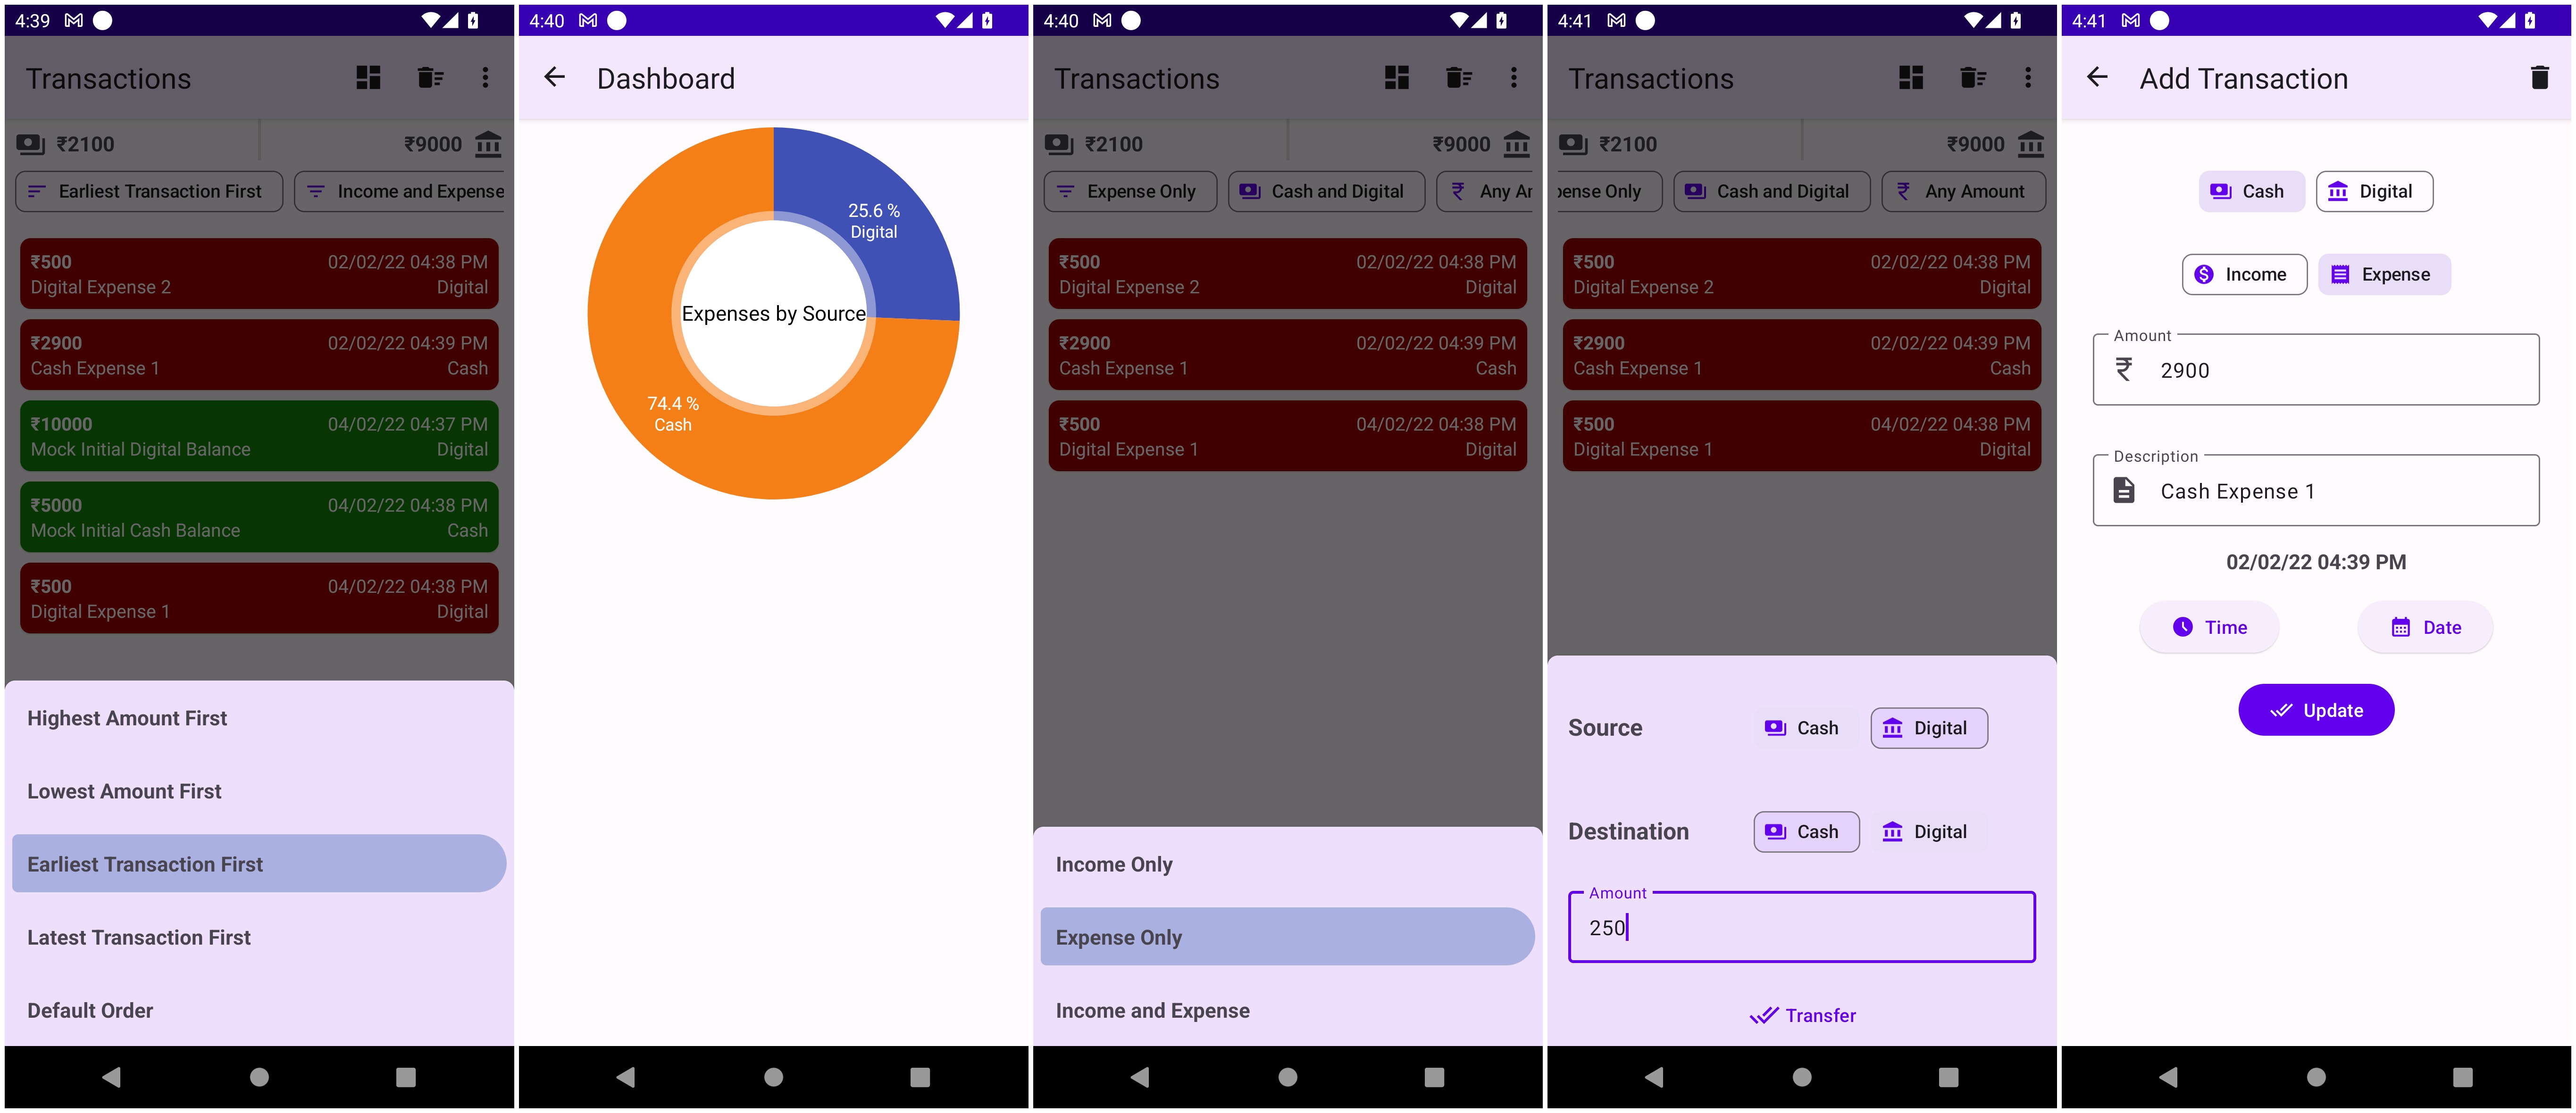 4:39
Transactions
₹2100
₹9000
Earliest Transaction First
Income and Expense
₹500
02/02/22 04:38 PM
Digital Expense 2
Digital
₹2900
02/02/22 04:39 PM
Cash Expense 1
Cash
₹10000
04/02/22 04:37 PM
Mock Initial Digital Balance
Digital
₹5000
04/02/22 04:38 PM
Mock Initial Cash Balance
Cash
₹500
04/02/22 04:38 PM
Digital Expense 1
Digital
Highest Amount First
Lowest Amount First
Earliest Transaction First
Latest Transaction First
Default Order
4:40
Dashboard
25.6 %
Digital
Expenses by Source
74.4 %
Cash
4:40
Transactions
₹2100
₹9000
Expense Only
Cash and Digital
₹ Any Ar
₹500
02/02/22 04:38 PM
Digital Expense 2
Digital
₹2900
02/02/22 04:39 PM
Cash Expense 1
Cash
₹500
04/02/22 04:38 PM
Digital Expense 1
Digital
Income Only
Expense Only
Income and Expense
4:41
Transactions
₹2100
₹9000
pense Only
Cash and Digital
₹ Any Amount
₹500
02/02/22 04:38 PM
Digital Expense 2
Digital
₹2900
02/02/22 04:39 PM
Cash Expense 1
Cash
₹500
04/02/22 04:38 PM
Digital Expense 1
Digital
Source
Cash
Digital
Destination
Cash
Digital
Amount
250
Transfer
4:41
Add Transaction
Cash
Digital
Income
Expense
Amount
₹ 2900
Description
Cash Expense 1
02/02/22 04:39 PM
Time
Date
Update